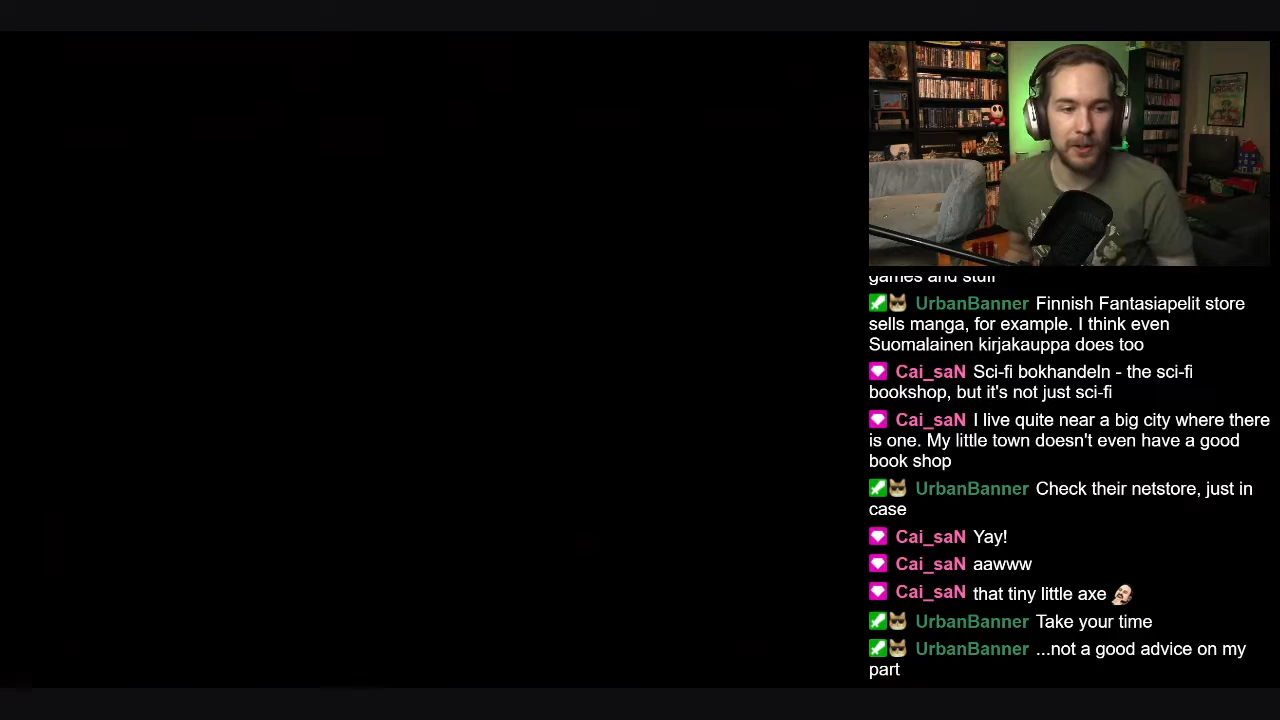 games and stuff
UrbanBanner Finnish Fantasiapelit store
sells manga, for example. I think even
Suomalainen kirjakauppa does too
Cai_saN Sci-fi bokhandeln - the sci-fi
bookshop, but it's not just sci-fi
Cai_saN I live quite near a big city where there
is one. My little town doesn't even have a good
book shop
UrbanBanner Check their netstore, just in
case
Cai_saN Yay!
Cai_saN aawww
Cai_saN that tiny little axe
UrbanBanner Take your time
UrbanBanner ...not a good advice on my
part